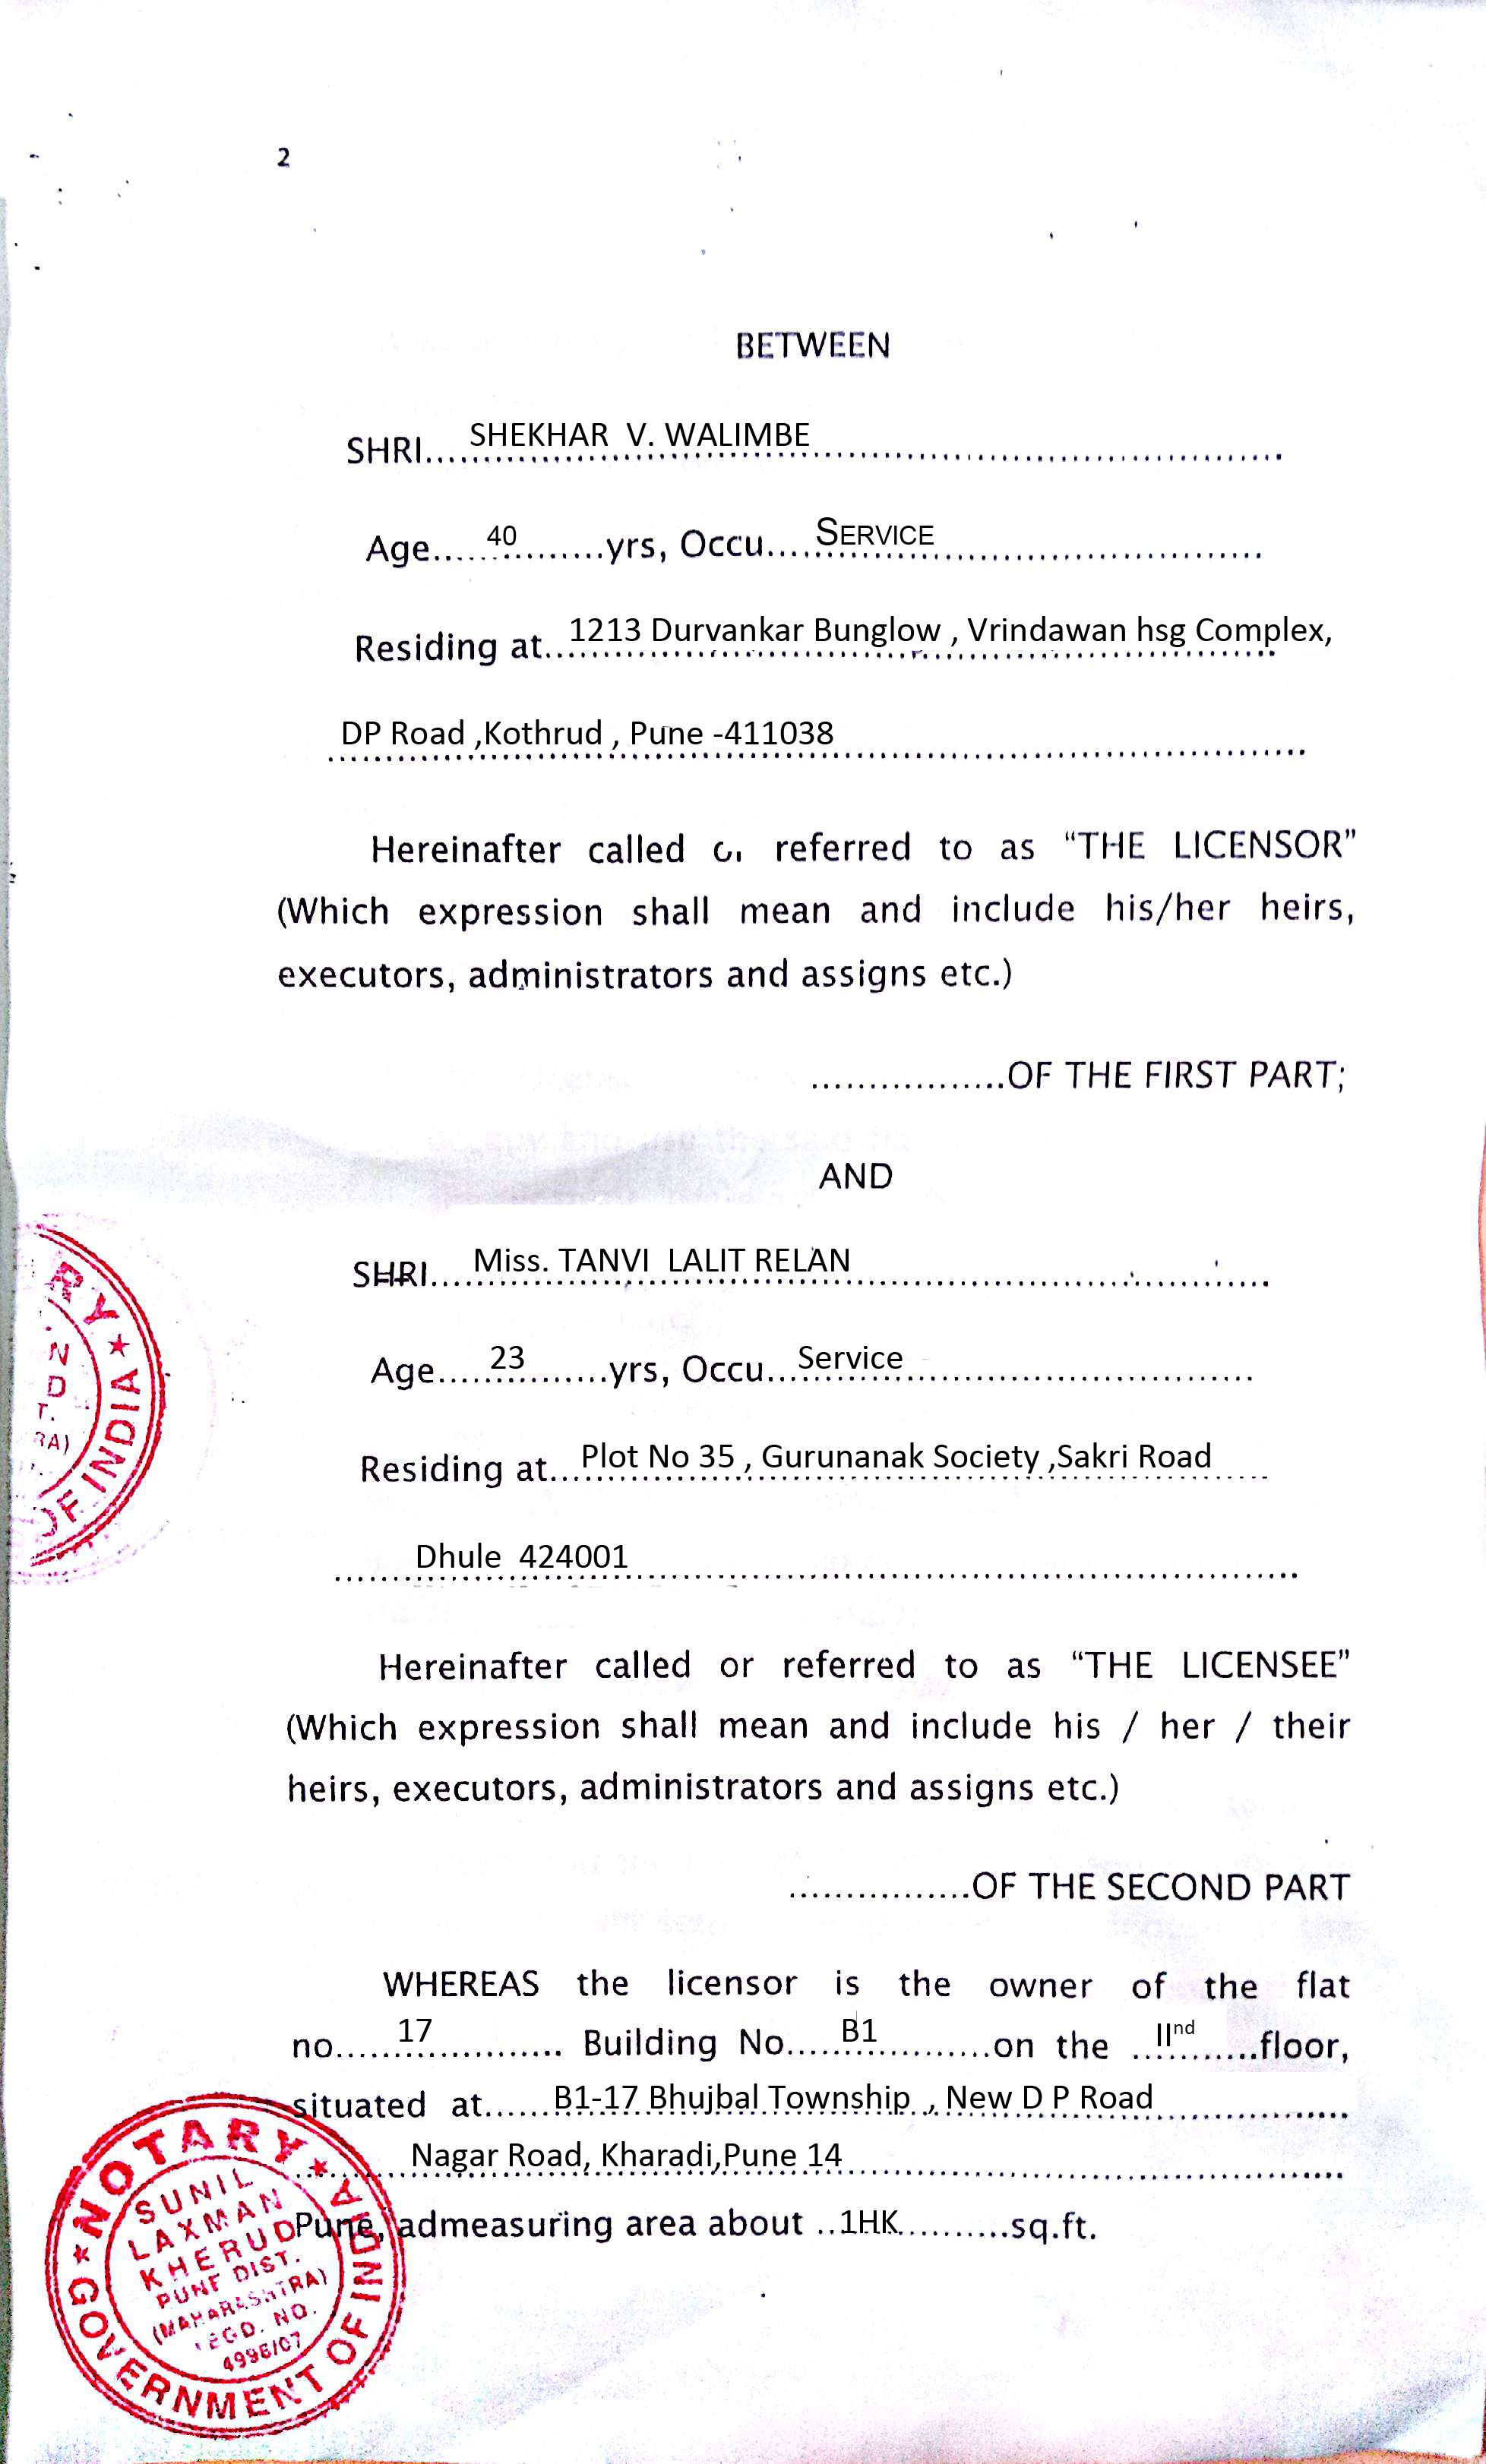 2
BETWEEN
SHRI.....SHEKHAR V. WALIMBE..............................
Age.....40.........yrs, Occu....SERVICE..............................
Residing at..1213 Durvankar Bunglow , Vrindawan hsg Complex,
DP Road ,Kothrud , Pune -411038..............................
Hereinafter called referred to as “THE LICENSOR”
(Which expression shall mean and include his/her heirs,
executors, administrators and assigns etc.)
.................OF THE FIRST PART;
AND
SHRI....Miss. TANVI LALIT RELAN..............................
Age....23.........yrs, Occu...Service..............................
Residing at...Plot No 35 , Gurunanak Society ,Sakri Road.....
.......Dhule 424001..............................
Hereinafter called or referred to as “THE LICENSEE”
(Which expression shall mean and include his / her / their
heirs, executors, administrators and assigns etc.)
................OF THE SECOND PART
WHEREAS the licensor is the owner of the flat
no.....17............ Building No.....B1..........on the ..IInd......floor,
situated at......B1-17 Bhujbal Township , New D P Road..............
.......Nagar Road, Kharadi,Pune 14..............................
Pune, admeasuring area about ..1HK..........sq.ft.
RY ★
OF INDIA
N
D
T.
RA)
★ NOTARY ★
GOVERNMENT OF INDIA
SUNIL
LAXMAN
KHERUD
PUNE DIST.
(MAHARASHTRA)
REGD. NO.
4996/07